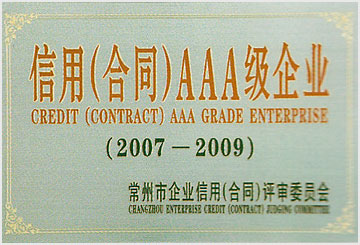 信用(合同)AAA级企业
CREDIT (CONTRACT) AAA GRADE ENTERPRISE
(2007－2009)
常州市企业信用(合同)评审委员会
CHANGZHOU ENTERPRISE CREDIT (CONTRACT) JUDGING COMMITTEE